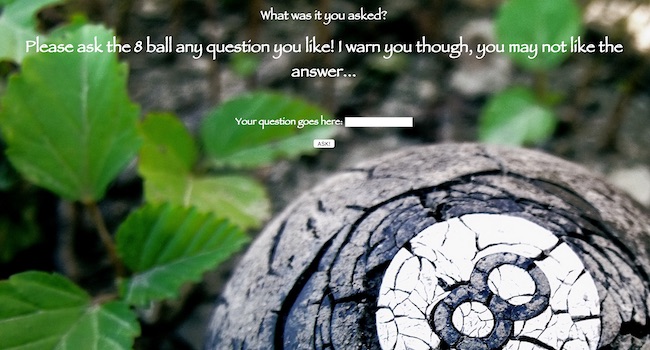 What was it you asked?
Please ask the 8 ball any question you like! I warn you though, you may not like the
answer...
Your question goes here:
ASK!
8